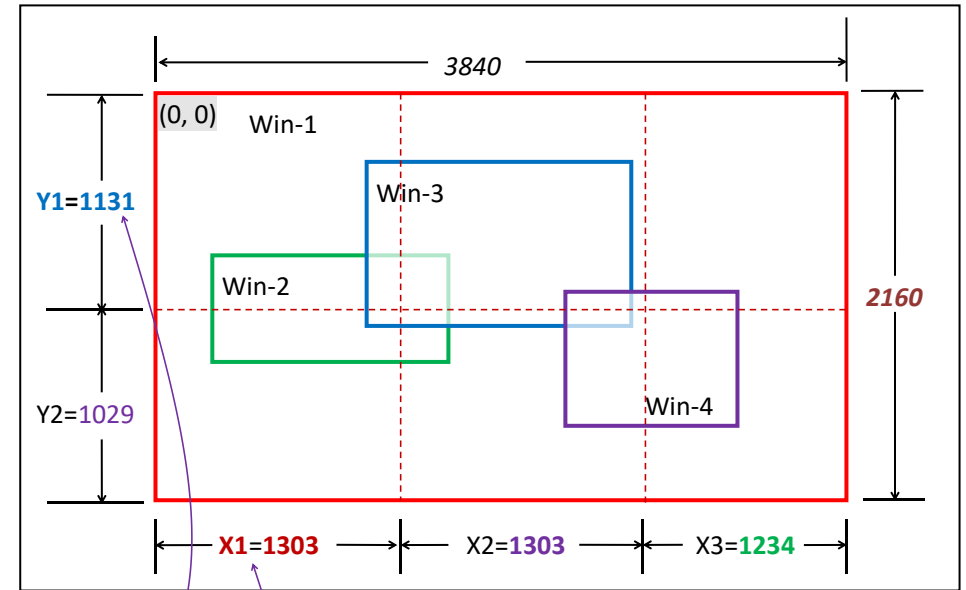 3840
(0, 0)
Win-1
Win-3
Y1=1131
Win-2
2160
Y2=1029
Win-4
X1=1303
X2=1303
X3=1234